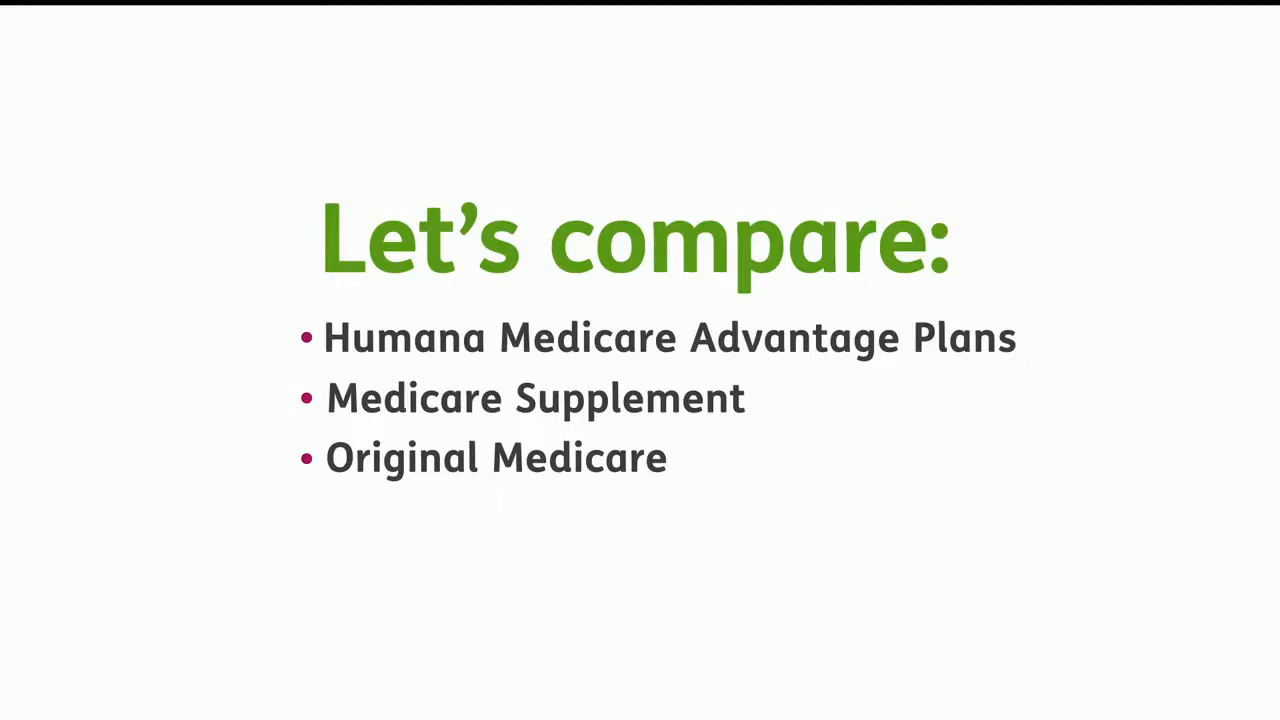 Let’s compare:
• Humana Medicare Advantage Plans
• Medicare Supplement
• Original Medicare